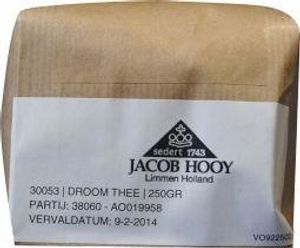 sedert 1743
JACOB HOOY
Limmen Holland
30053 | DROOM THEE | 250GR
PARTIJ: 38060 - AO019958
VERVALDATUM: 9-2-2014